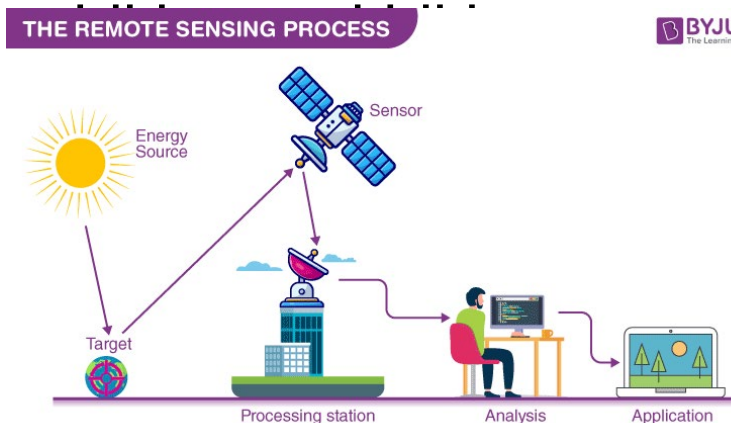 THE REMOTE SENSING PROCESS
BYJU
The Learnin
Sensor
Energy
Source
Target
Processing station
Analysis
Application